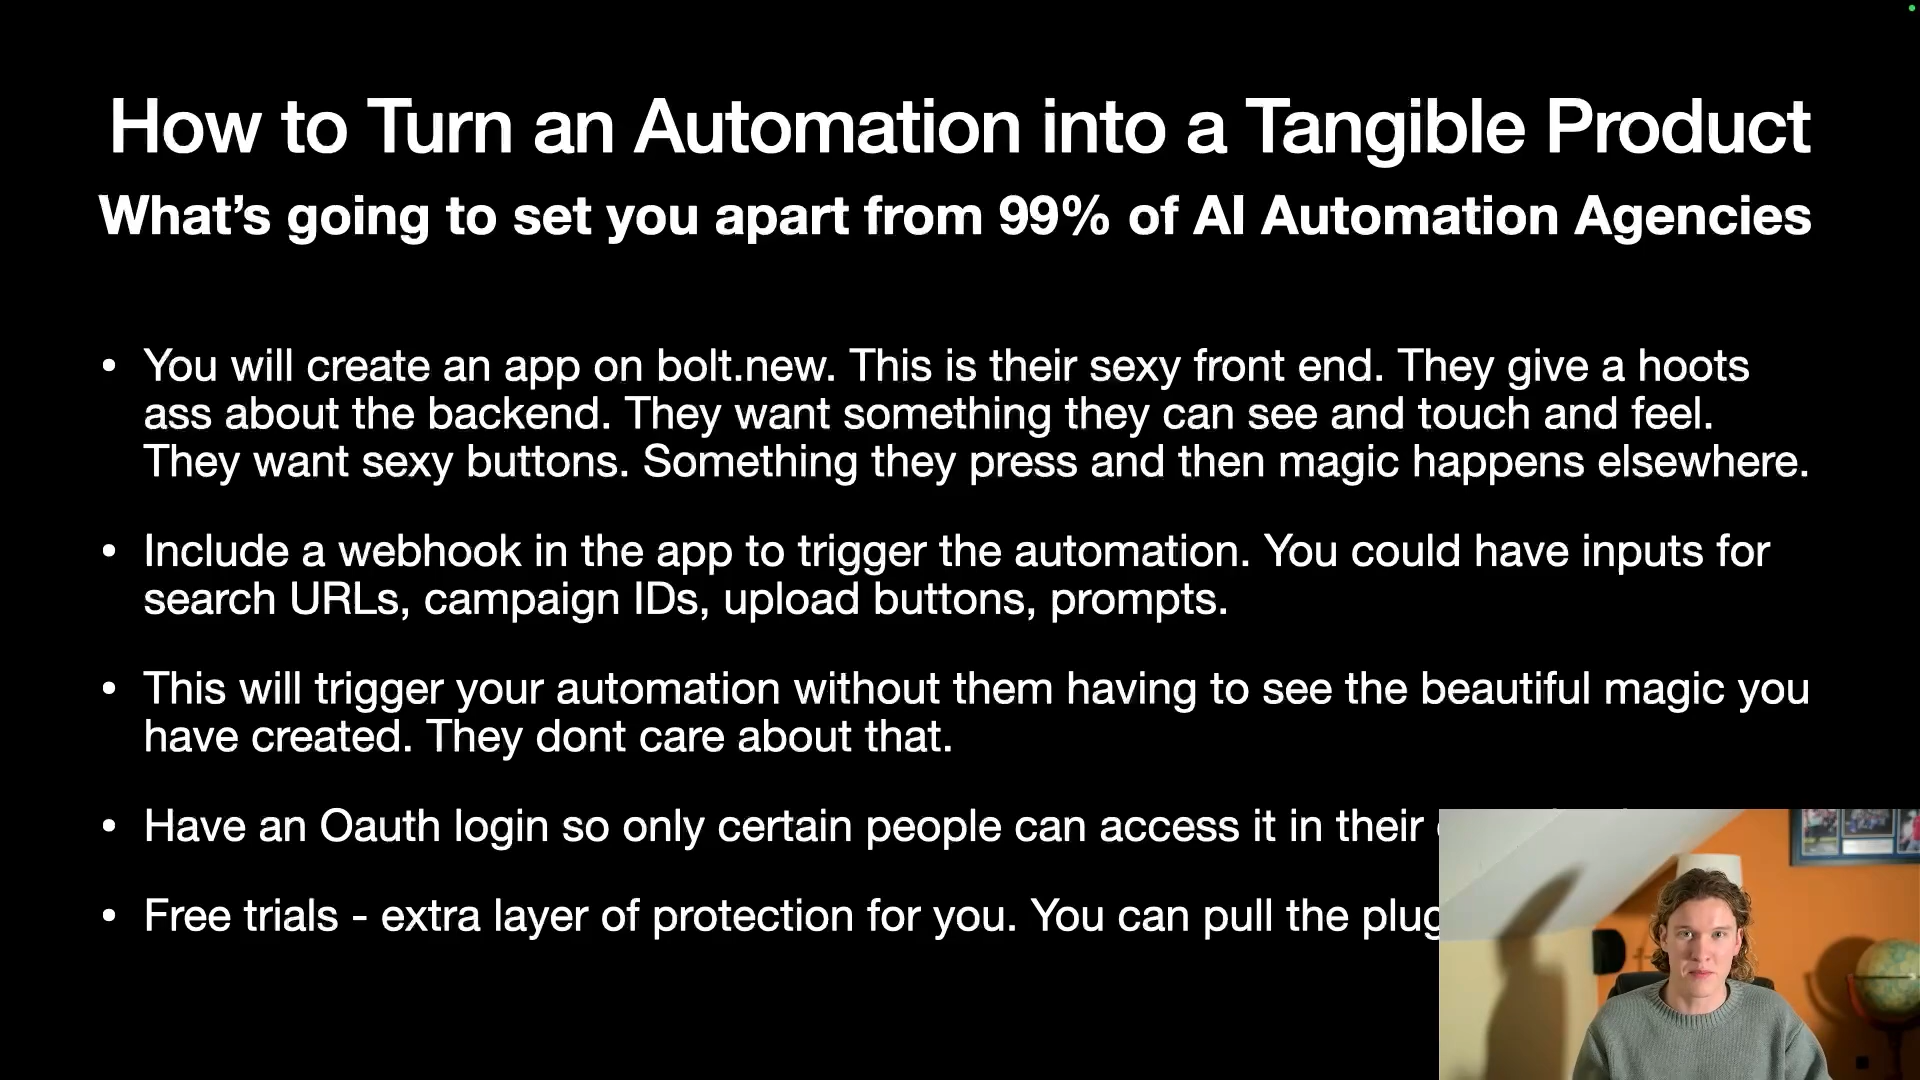 How to Turn an Automation into a Tangible Product
What's going to set you apart from 99% of AI Automation Agencies
• You will create an app on bolt.new. This is their sexy front end. They give a hoots
ass about the backend. They want something they can see and touch and feel.
They want sexy buttons. Something they press and then magic happens elsewhere.
• Include a webhook in the app to trigger the automation. You could have inputs for
search URLs, campaign IDs, upload buttons, prompts.
• This will trigger your automation without them having to see the beautiful magic you
have created. They dont care about that.
• Have an Oauth login so only certain people can access it in their
• Free trials - extra layer of protection for you. You can pull the plug